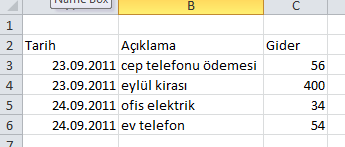 Name Box
A B C
1
2 Tarih Açıklama Gider
3 23.09.2011 cep telefonu ödemesi 56
4 23.09.2011 eylül kirası 400
5 24.09.2011 ofis elektrik 34
6 24.09.2011 ev telefon 54